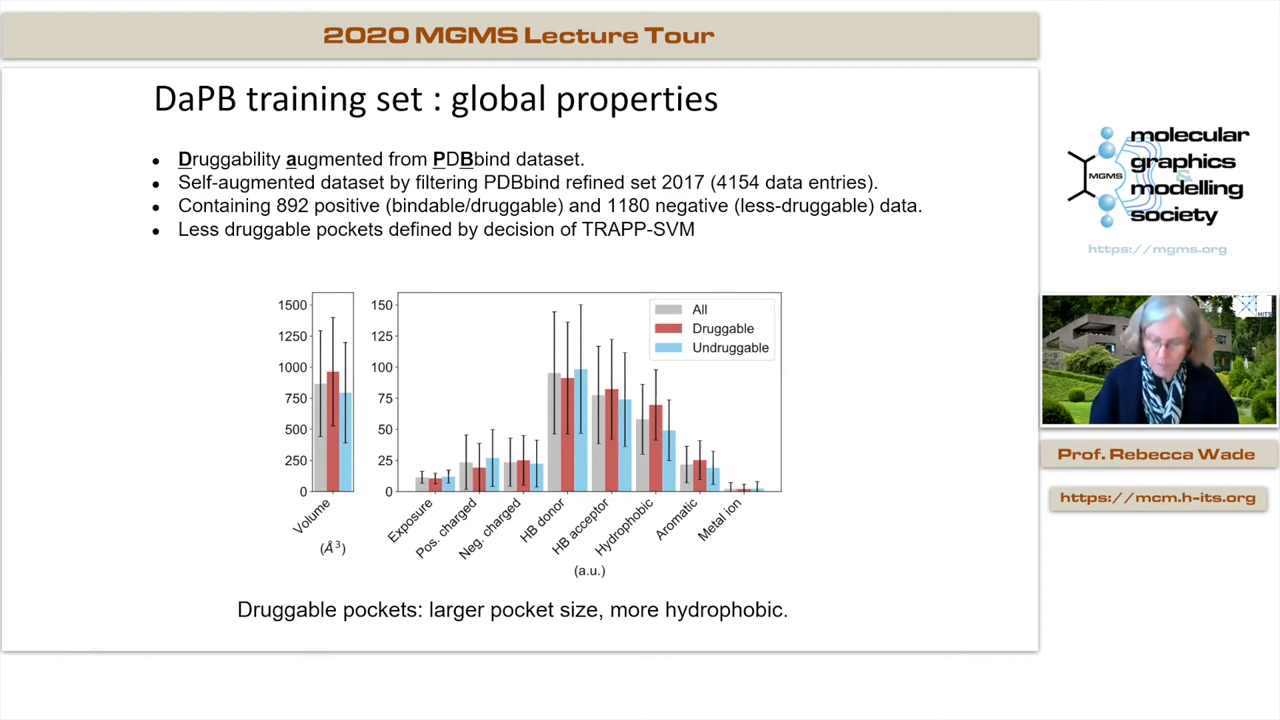 2020 MGMS Lecture Tour
DaPB training set : global properties
• Druggability augmented from PDBbind dataset.
• Self-augmented dataset by filtering PDBbind refined set 2017 (4154 data entries).
• Containing 892 positive (bindable/druggable) and 1180 negative (less-druggable) data.
• Less druggable pockets defined by decision of TRAPP-SVM
1500
1250
1000
750
500
250
0
Volume
(Å³)
150
125
100
75
50
25
0
All
Druggable
Undruggable
Exposure
Pos. charged
Neg. charged
HB donor
HB acceptor
Hydrophobic
Aromatic
Metal ion
(a.u.)
Druggable pockets: larger pocket size, more hydrophobic.
MGMS
molecular
graphics
&
modelling
society
https://mgms.org
HITS
Prof. Rebecca Wade
https://mcm.h-its.org